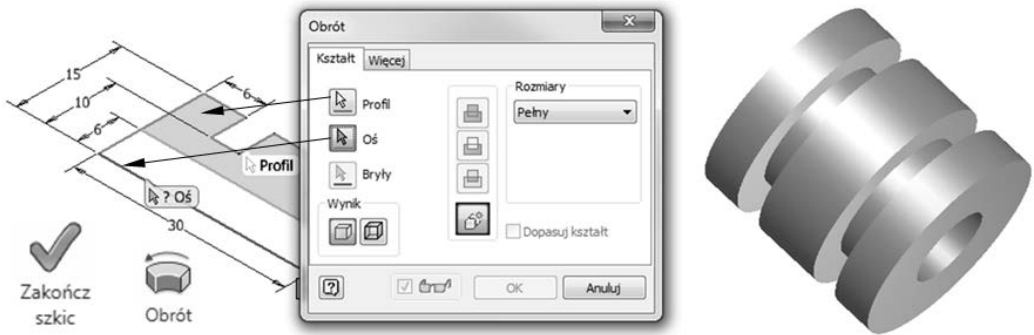 15
10
6
6
30
Profil
? Oś
Zakończ
szkic
Obrót
Obrót
Kształt Więcej
Profil
Oś
Bryły
Wynik
Rozmiary
Pełny
Dopasuj kształt
OK Anuluj